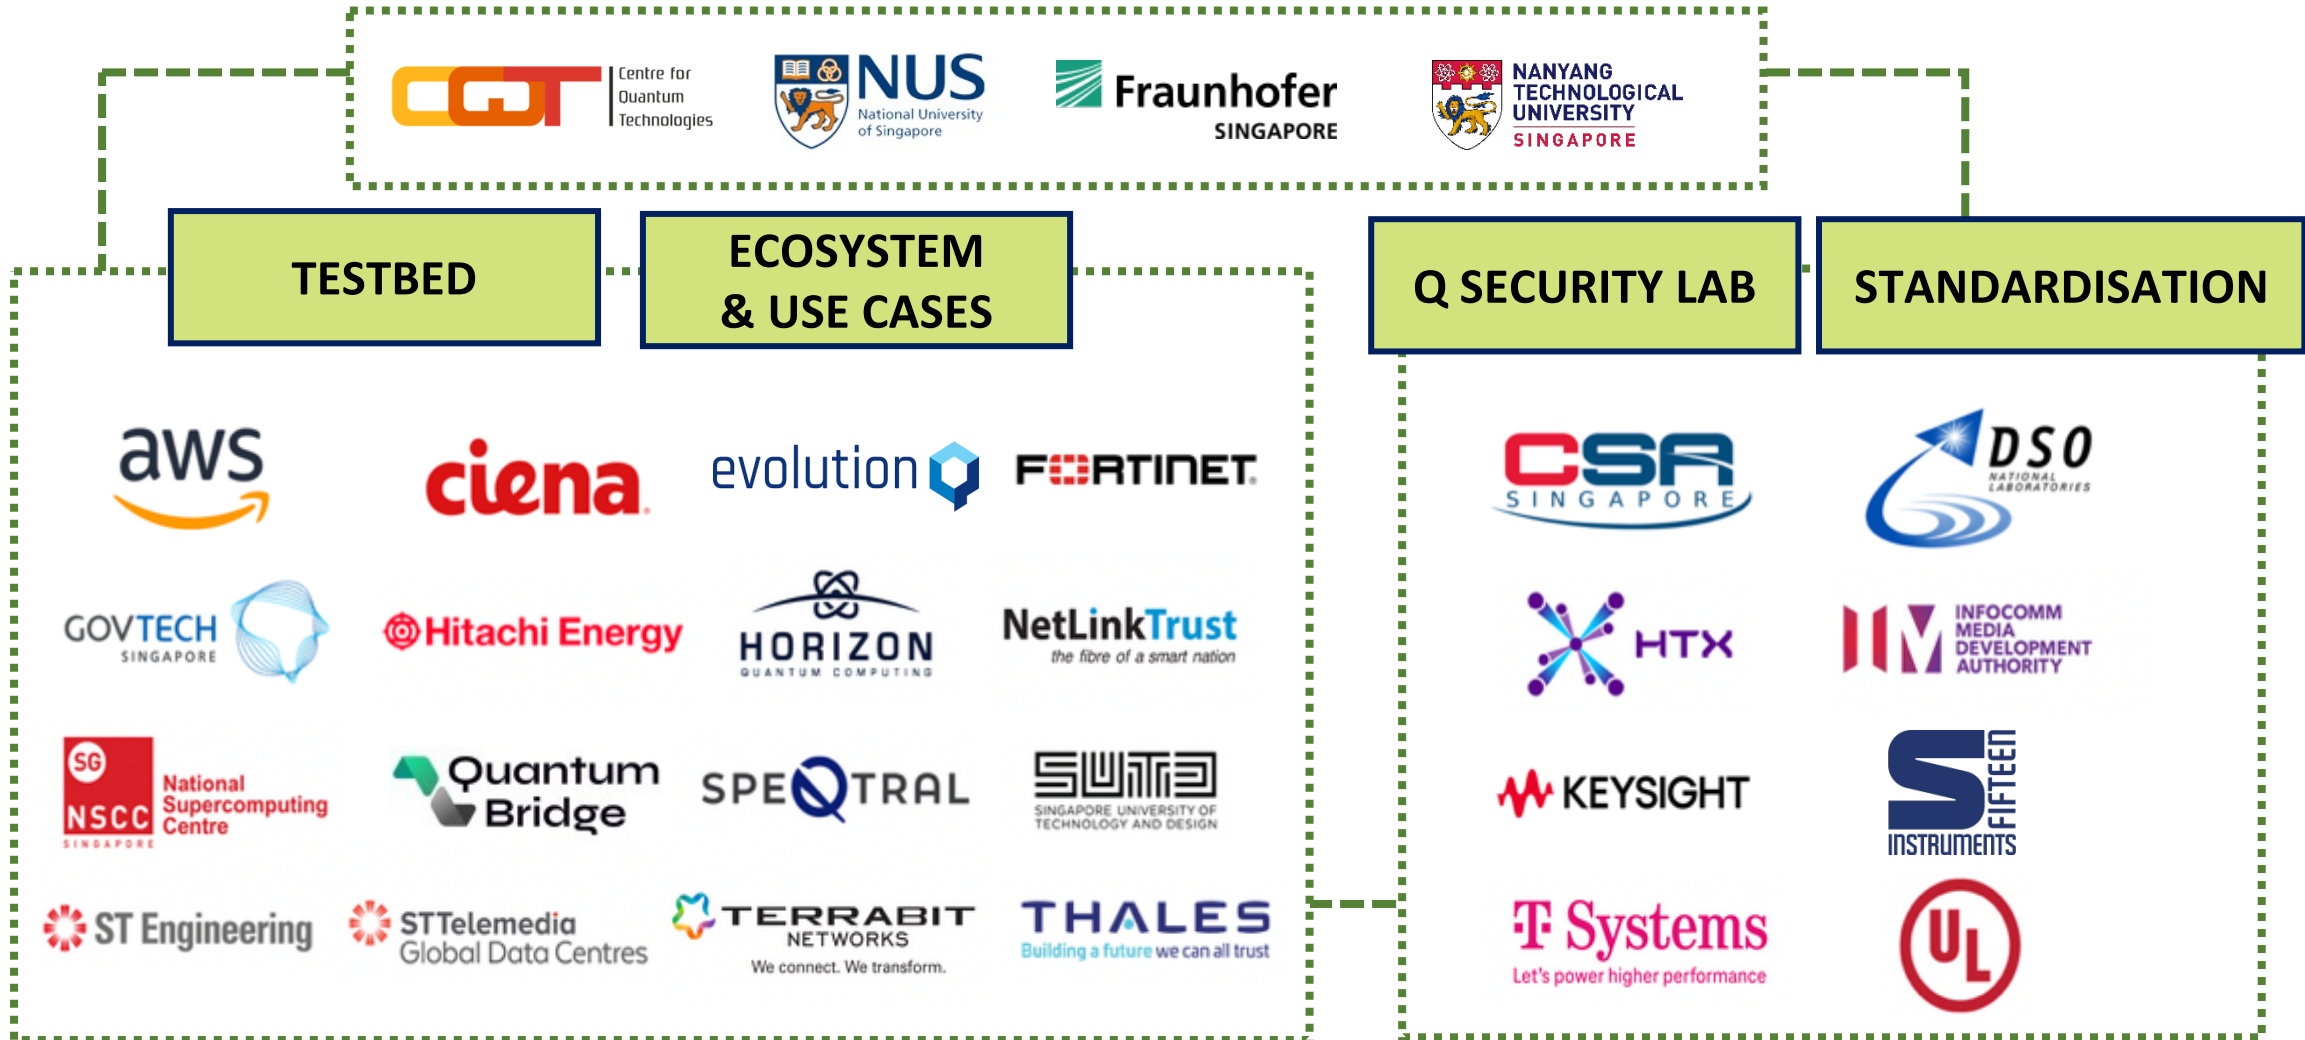 CQT
Centre for
Quantum
Technologies
NUS
National University
of Singapore
Fraunhofer
SINGAPORE
NANYANG
TECHNOLOGICAL
UNIVERSITY
SINGAPORE
TESTBED
ECOSYSTEM
& USE CASES
Q SECURITY LAB
STANDARDISATION
aws
ciena
evolution
FORTINET
GOVTECH
SINGAPORE
Hitachi Energy
HORIZON
QUANTUM COMPUTING
NetLinkTrust
the fibre of a smart nation
SG
NSCC
SINGAPORE
National
Supercomputing
Centre
Quantum
Bridge
SPEQTRAL
SUTD
SINGAPORE UNIVERSITY OF
TECHNOLOGY AND DESIGN
ST Engineering
STTelemedia
Global Data Centres
TERRABIT
NETWORKS
We connect. We transform.
THALES
Building a future we can all trust
CSA
SINGAPORE
DSO
NATIONAL
LABORATORIES
HTX
IM
INFOCOMM
MEDIA
DEVELOPMENT
AUTHORITY
KEYSIGHT
S
FIFTEEN
INSTRUMENTS
T Systems
Let's power higher performance
UL